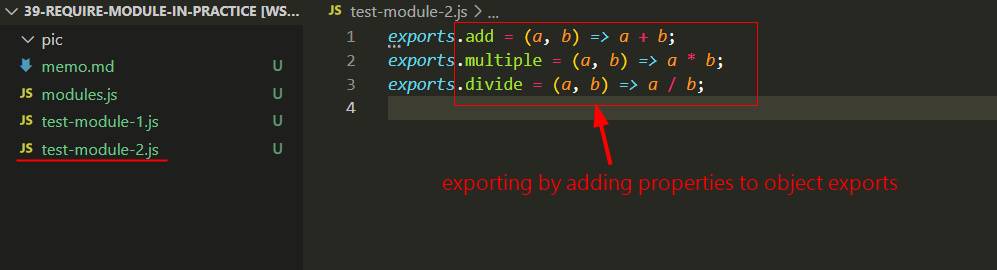 39-REQUIRE-MODULE-IN-PRACTICE [WS...
pic
memo.md U
JS modules.js U
JS test-module-1.js U
JS test-module-2.js U
JS test-module-2.js > ...
1 exports.add = (a, b) => a + b;
2 exports.multiple = (a, b) => a * b;
3 exports.divide = (a, b) => a / b;
4
exporting by adding properties to object exports